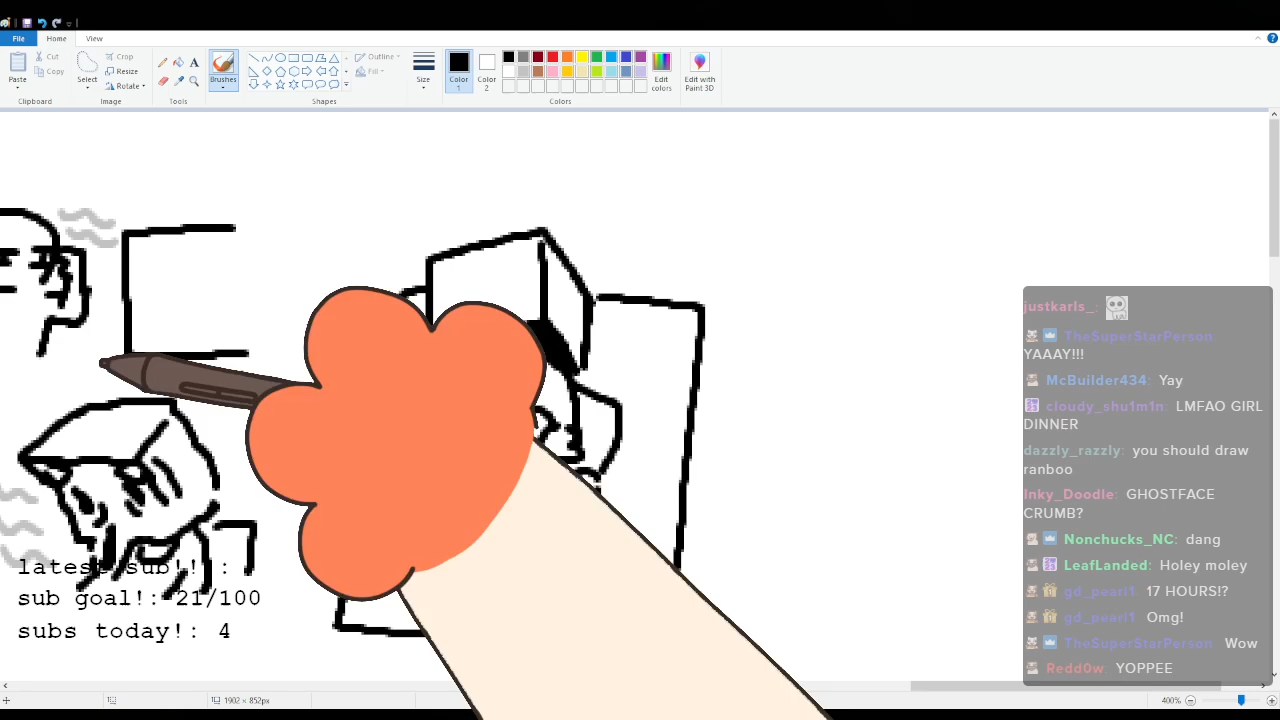 File Home View
Paste
Cut
Copy
Clipboard
Select
Crop
Resize
Rotate
Image
Tools
Brushes
Shapes
Outline
Fill
Size
Color 1
Color 2
Edit colors
Colors
Edit with Paint 3D
justkarls_:
TheSuperStarPerson
YAAAY!!!
McBuilder434: Yay
cloudy_shu1m1n: LMFAO GIRL
DINNER
dazzly_razzly: you should draw
ranboo
Inky_Doodle: GHOSTFACE
CRUMB?
Nonchucks_NC: dang
LeafLanded: Holey moley
gd_pearl1: 17 HOURS!?
gd_pearl1: Omg!
TheSuperStarPerson: Wow
Redd0w: YOPPEE
latest sub!! :
sub goal!: 21/100
subs today!: 4
1902 × 852px
400%